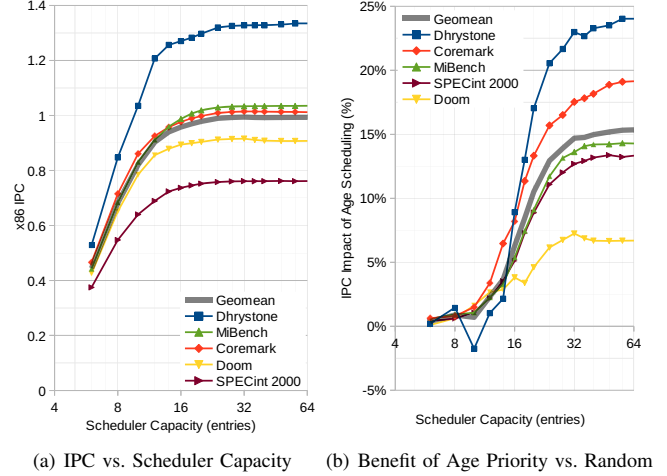 1.4
1.2
1
0.8
0.6
0.4
0.2
0
x86 IPC
Geomean
Dhrystone
MiBench
Coremark
Doom
SPECint 2000
4 8 16 32 64
Scheduler Capacity (entries)
(a) IPC vs. Scheduler Capacity
25%
20%
15%
10%
5%
0%
-5%
IPC Impact of Age Scheduling (%)
Geomean
Dhrystone
Coremark
MiBench
SPECint 2000
Doom
4 8 16 32 64
Scheduler Capacity (entries)
(b) Benefit of Age Priority vs. Random